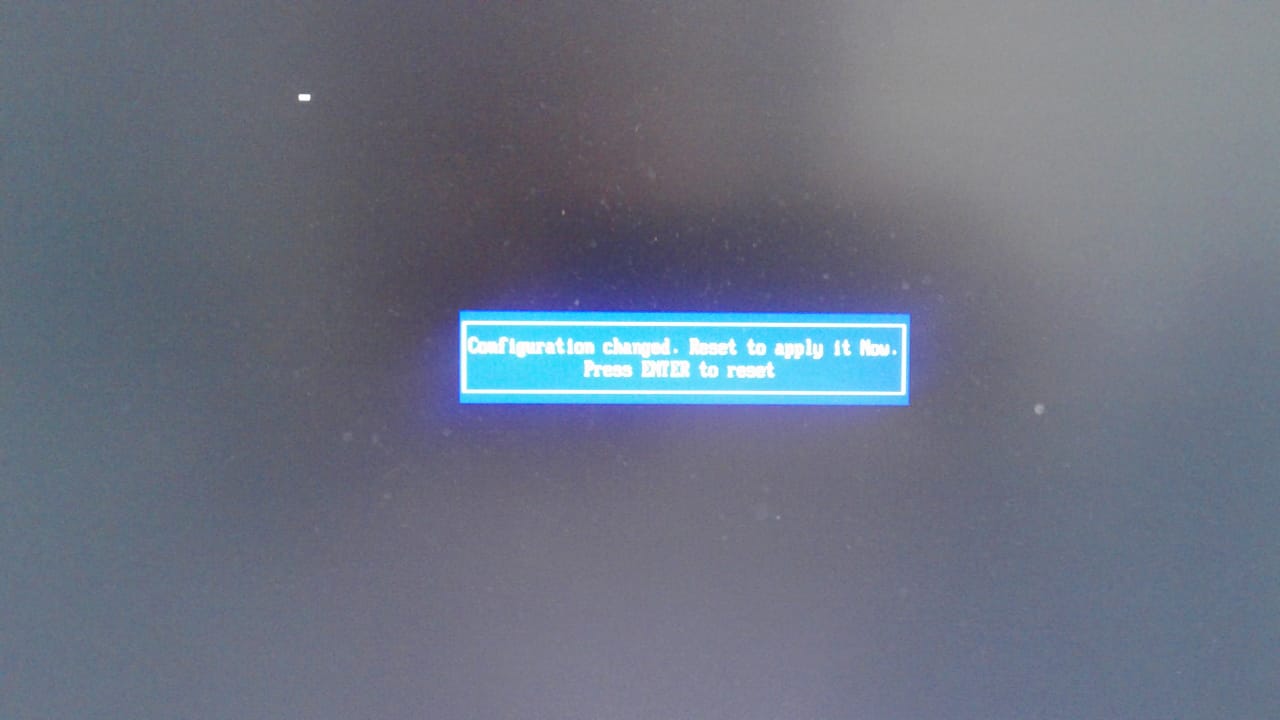 Configuration changed. Reset to apply it Now.
Press ENTER to reset